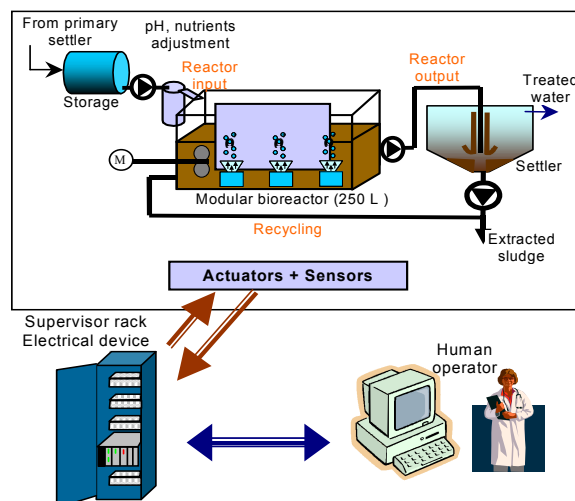 From primary
settler
pH, nutrients
adjustment
Reactor
input
Reactor
output
Treated
water
Storage
M
Settler
Modular bioreactor (250 L )
Recycling
Extracted
sludge
Actuators + Sensors
Supervisor rack
Electrical device
Human
operator